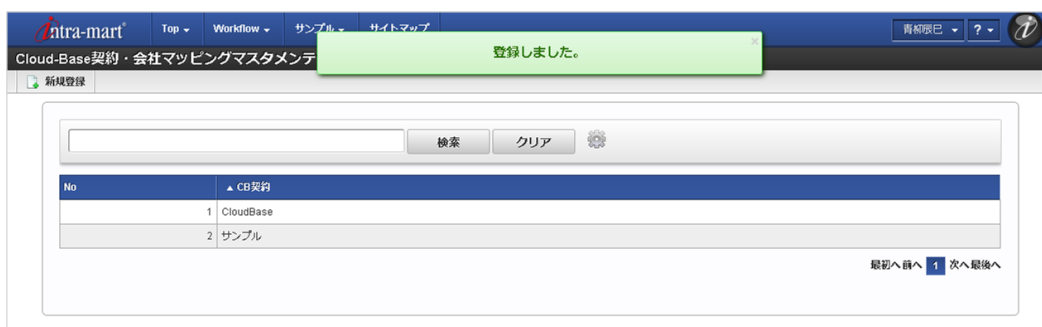 intra-mart Top Workflow サンプル サイトマップ 青柳辰巳 ?
登録しました。 ×
Cloud-Base契約・会社マッピングマスタメンテ
新規登録
検索 クリア
No ▲ CB契約
1 CloudBase
2 サンプル
最初へ 前へ 1 次へ 最後へ